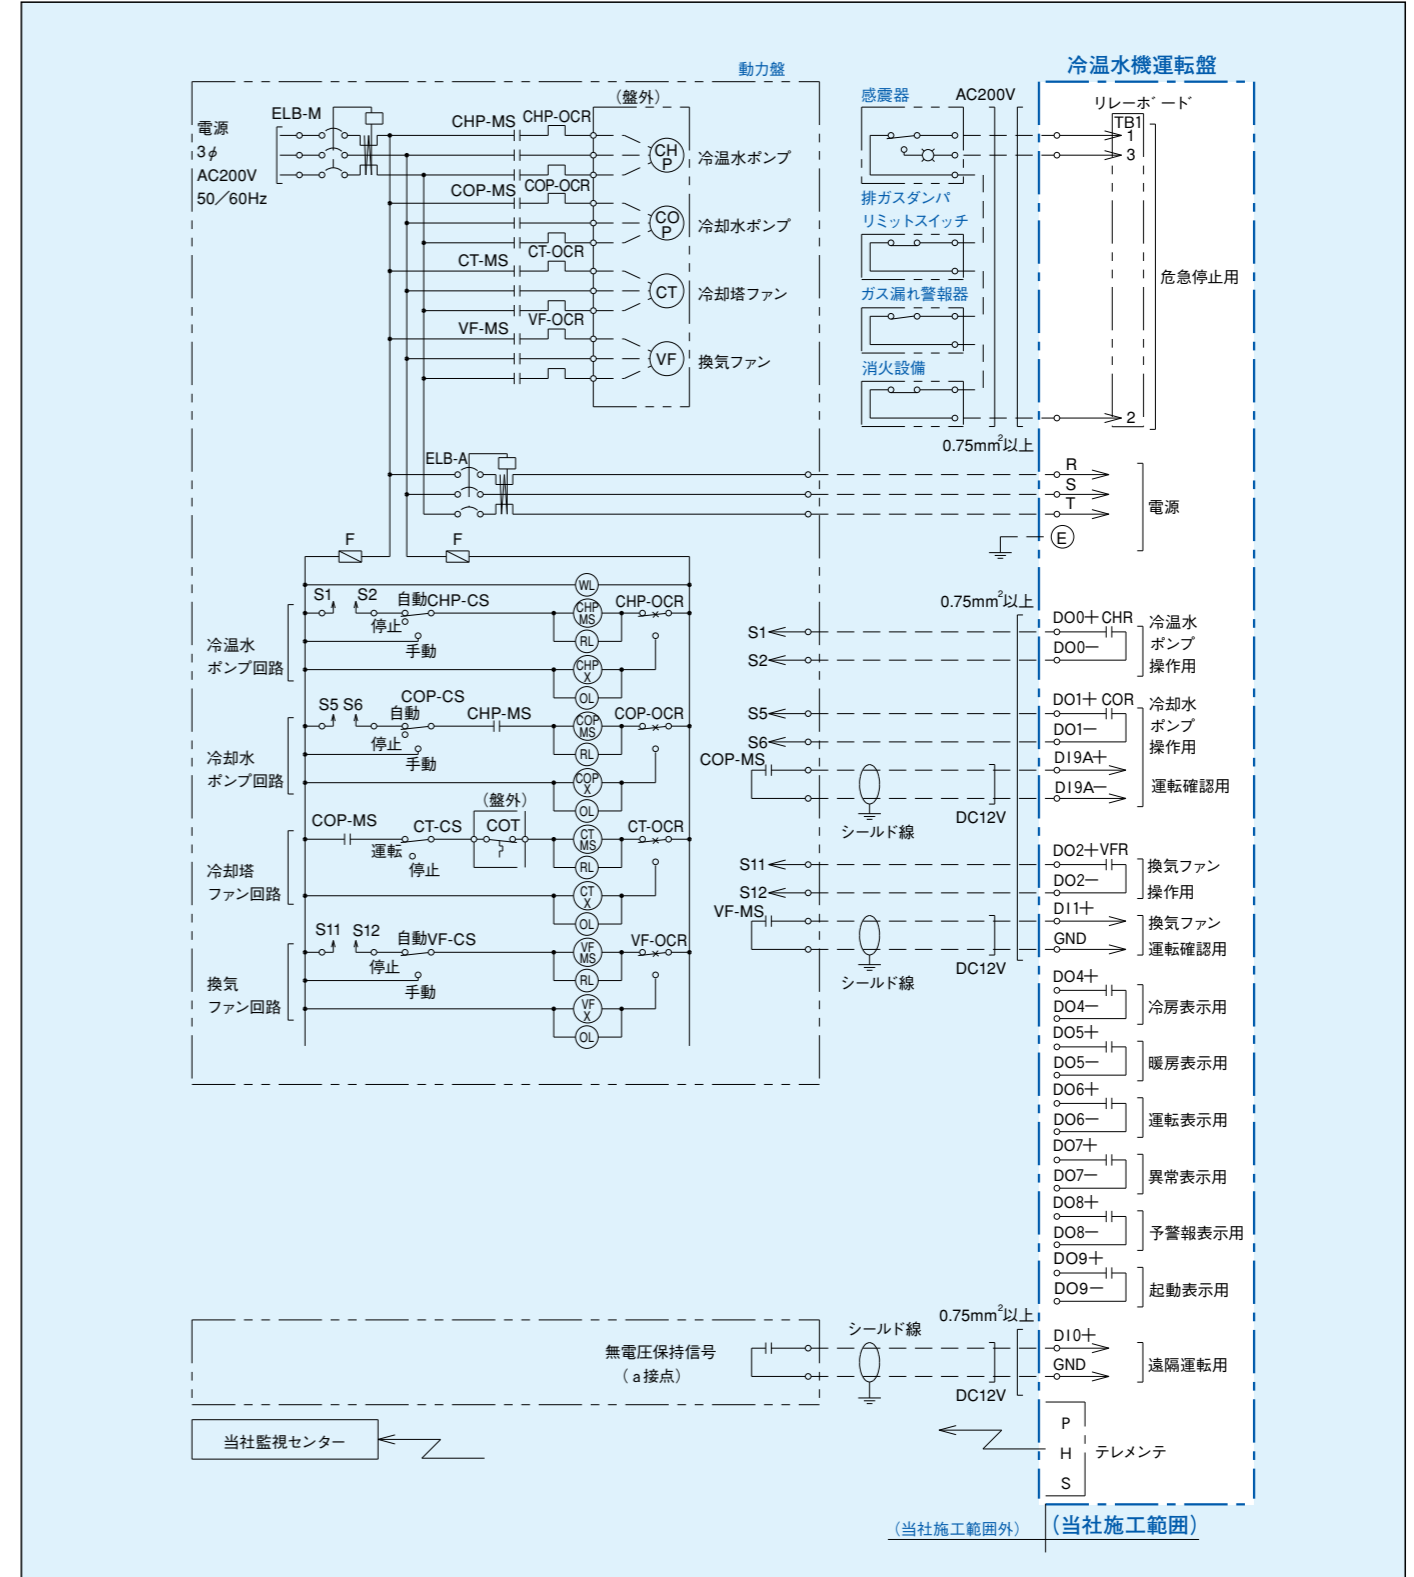 動力盤
電源
3φ
AC200V
50／60Hz
ELB-M
（盤外）
CHP-MS
CHP-OCR
CH
P
冷温水ポンプ
COP-MS
COP-OCR
CO
P
冷却水ポンプ
CT-MS
CT-OCR
CT
冷却塔ファン
VF-MS
VF-OCR
VF
換気ファン
ELB-A
F
F
WL
冷温水
ポンプ回路
S1
S2
自動
CHP-CS
停止
手動
CHP
MS
CHP-OCR
RL
CHP
X
OL
冷却水
ポンプ回路
S5
S6
COP-CS
自動
停止
手動
CHP-MS
COP
MS
COP-OCR
RL
COP
X
OL
冷却塔
ファン回路
COP-MS
CT-CS
運転
停止
（盤外）
COT
CT
MS
CT-OCR
RL
CT
X
OL
換気
ファン回路
S11
S12
自動
VF-CS
停止
手動
VF
MS
VF-OCR
RL
VF
X
OL
感震器
AC200V
排ガスダンパ
リミットスイッチ
ガス漏れ警報器
消火設備
0.75mm²以上
冷温水機運転盤
リレーボード
TB1
1
3
2
危急停止用
R
S
T
電源
E
0.75mm²以上
S1
S2
DO0＋
CHR
DO0－
冷温水
ポンプ
操作用
S5
S6
DO1＋
COR
DO1－
冷却水
ポンプ
操作用
COP-MS
シールド線
DC12V
DI9A＋
DI9A－
運転確認用
S11
S12
DO2＋
VFR
DO2－
換気ファン
操作用
VF-MS
シールド線
DC12V
DI1＋
GND
換気ファン
運転確認用
DO4＋
DO4－
冷房表示用
DO5＋
DO5－
暖房表示用
DO6＋
DO6－
運転表示用
DO7＋
DO7－
異常表示用
DO8＋
DO8－
予警報表示用
DO9＋
DO9－
起動表示用
無電圧保持信号
（a接点）
シールド線
0.75mm²以上
DC12V
DI0＋
GND
遠隔運転用
当社監視センター
P
H
S
テレメンテ
（当社施工範囲外）
（当社施工範囲）